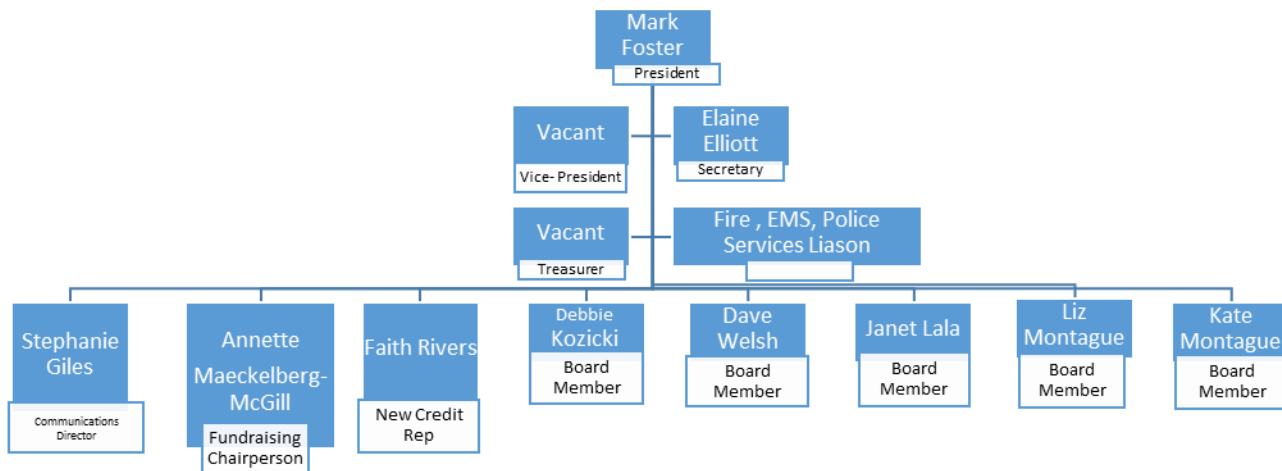 Mark
Foster
President
Vacant
Vice- President
Elaine
Elliott
Secretary
Vacant
Treasurer
Fire , EMS, Police
Services Liason
Stephanie
Giles
Communications
Director
Annette
Maeckelberg-
McGill
Fundraising
Chairperson
Faith Rivers
New Credit
Rep
Debbie
Kozicki
Board
Member
Dave
Welsh
Board
Member
Janet Lala
Board
Member
Liz
Montague
Board
Member
Kate
Montague
Board
Member